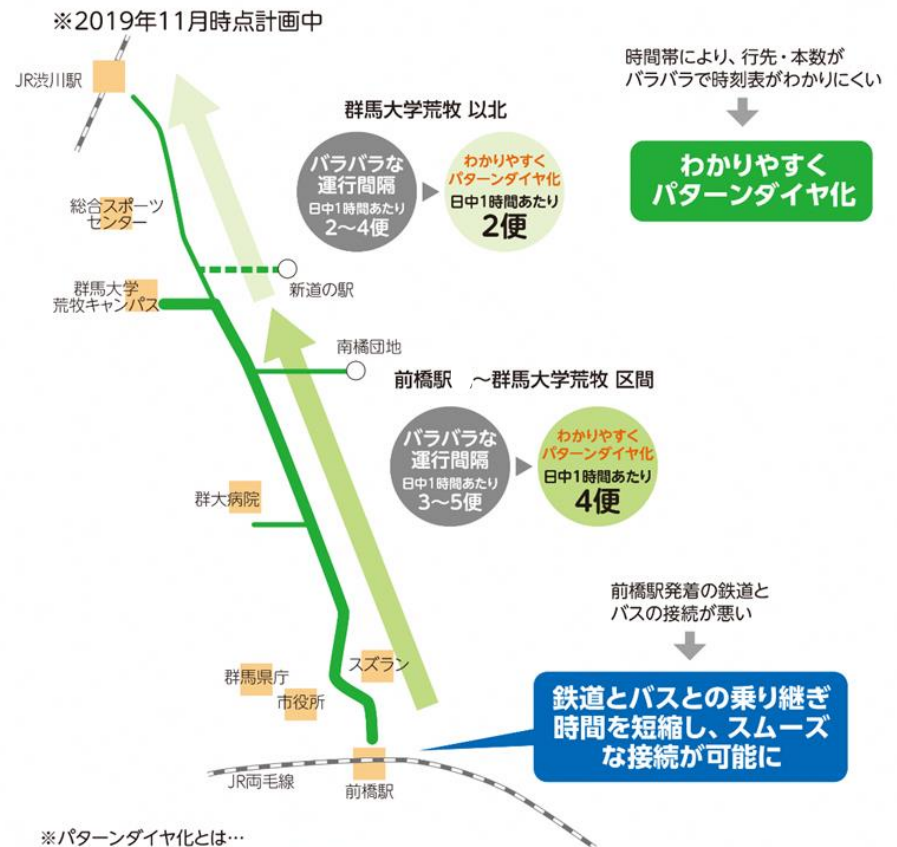 ※2019年11月時点計画中
JR渋川駅
時間帯により、行先・本数が
バラバラで時刻表がわかりにくい
わかりやすく
パターンダイヤ化
群馬大学荒牧 以北
バラバラな
運行間隔
日中1時間あたり
2〜4便
わかりやすく
パターンダイヤ化
日中1時間あたり
2便
総合スポーツ
センター
群馬大学
荒牧キャンパス
新道の駅
南橘団地
前橋駅 〜群馬大学荒牧 区間
バラバラな
運行間隔
日中1時間あたり
3〜5便
わかりやすく
パターンダイヤ化
日中1時間あたり
4便
群大病院
前橋駅発着の鉄道と
バスの接続が悪い
鉄道とバスとの乗り継ぎ
時間を短縮し、スムーズ
な接続が可能に
スズラン
群馬県庁
市役所
JR両毛線
前橋駅
※パターンダイヤ化とは…